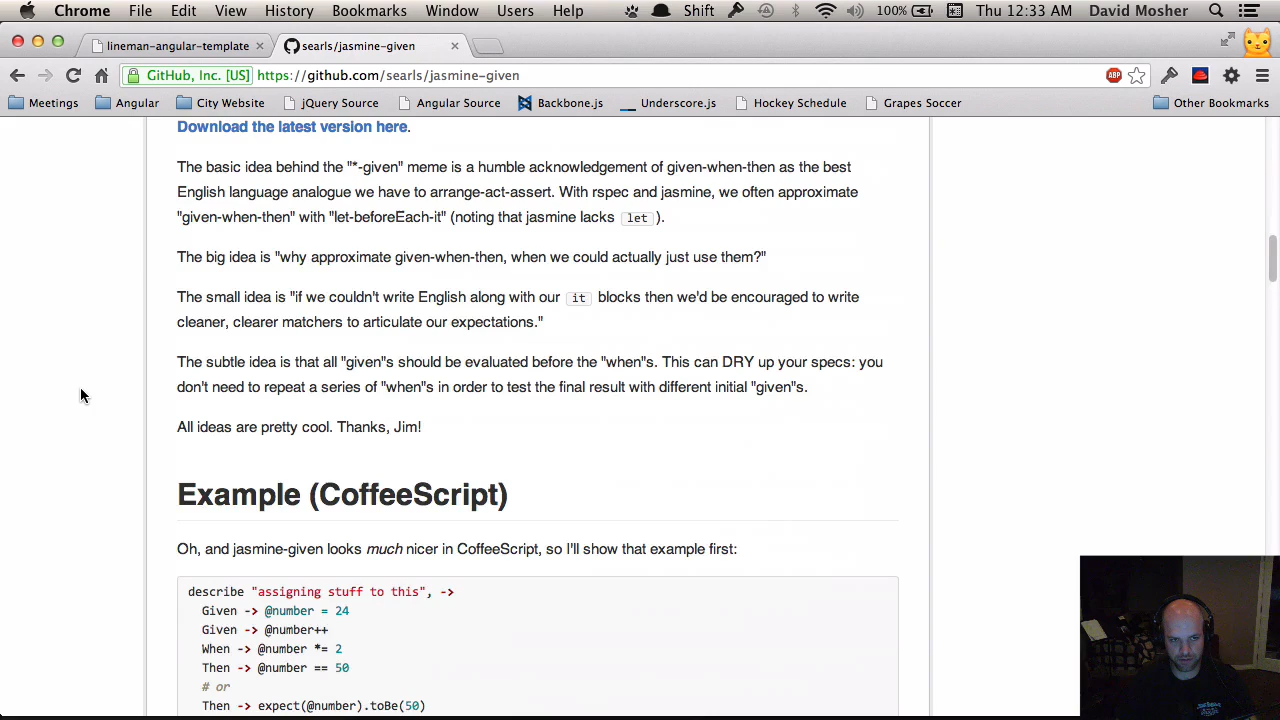 Chrome File Edit View History Bookmarks Window Users Help Shift 100% Thu 12:33 AM David Mosher
lineman-angular-template
searls/jasmine-given
GitHub, Inc. [US] https://github.com/searls/jasmine-given ABP
Meetings Angular City Website jQuery Source Angular Source Backbone.js Underscore.js Hockey Schedule Grapes Soccer Other Bookmarks
Download the latest version here.
The basic idea behind the "*-given" meme is a humble acknowledgement of given-when-then as the best
English language analogue we have to arrange-act-assert. With rspec and jasmine, we often approximate
"given-when-then" with "let-beforeEach-it" (noting that jasmine lacks let ).
The big idea is "why approximate given-when-then, when we could actually just use them?"
The small idea is "if we couldn't write English along with our it blocks then we'd be encouraged to write
cleaner, clearer matchers to articulate our expectations."
The subtle idea is that all "given"s should be evaluated before the "when"s. This can DRY up your specs: you
don't need to repeat a series of "when"s in order to test the final result with different initial "given"s.
All ideas are pretty cool. Thanks, Jim!
Example (CoffeeScript)
Oh, and jasmine-given looks much nicer in CoffeeScript, so I'll show that example first:
describe "assigning stuff to this", ->
Given -> @number = 24
Given -> @number++
When -> @number *= 2
Then -> @number == 50
# or
Then -> expect(@number).toBe(50)